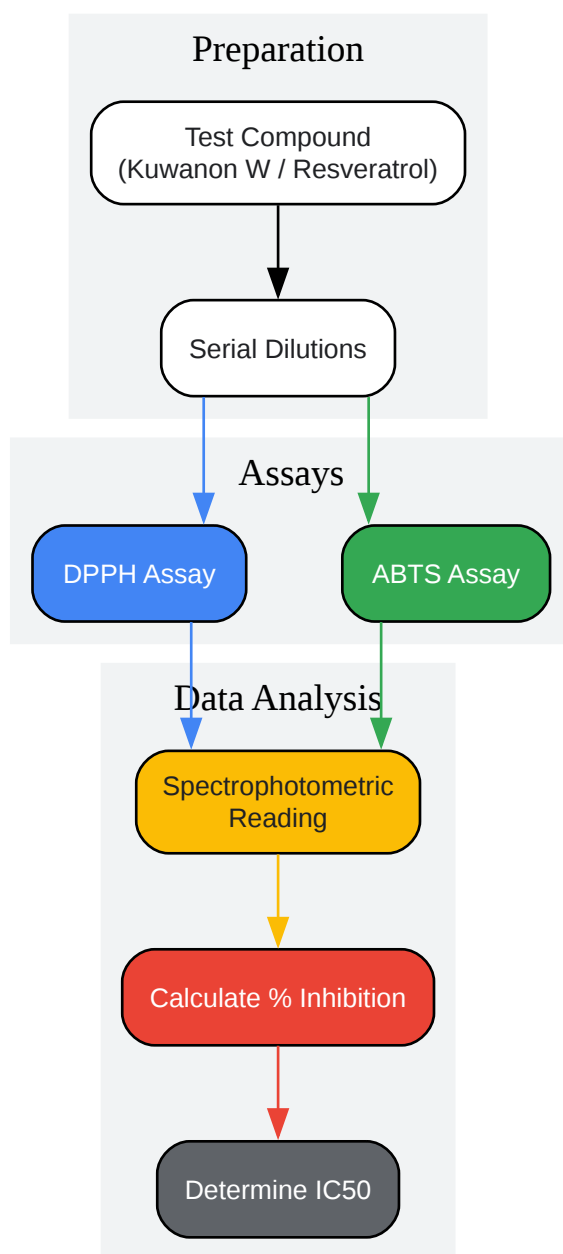 Preparation
Test Compound
(Kuwanon W / Resveratrol)
Serial Dilutions
Assays
DPPH Assay
ABTS Assay
Data Analysis
Spectrophotometric
Reading
Calculate % Inhibition
Determine IC50